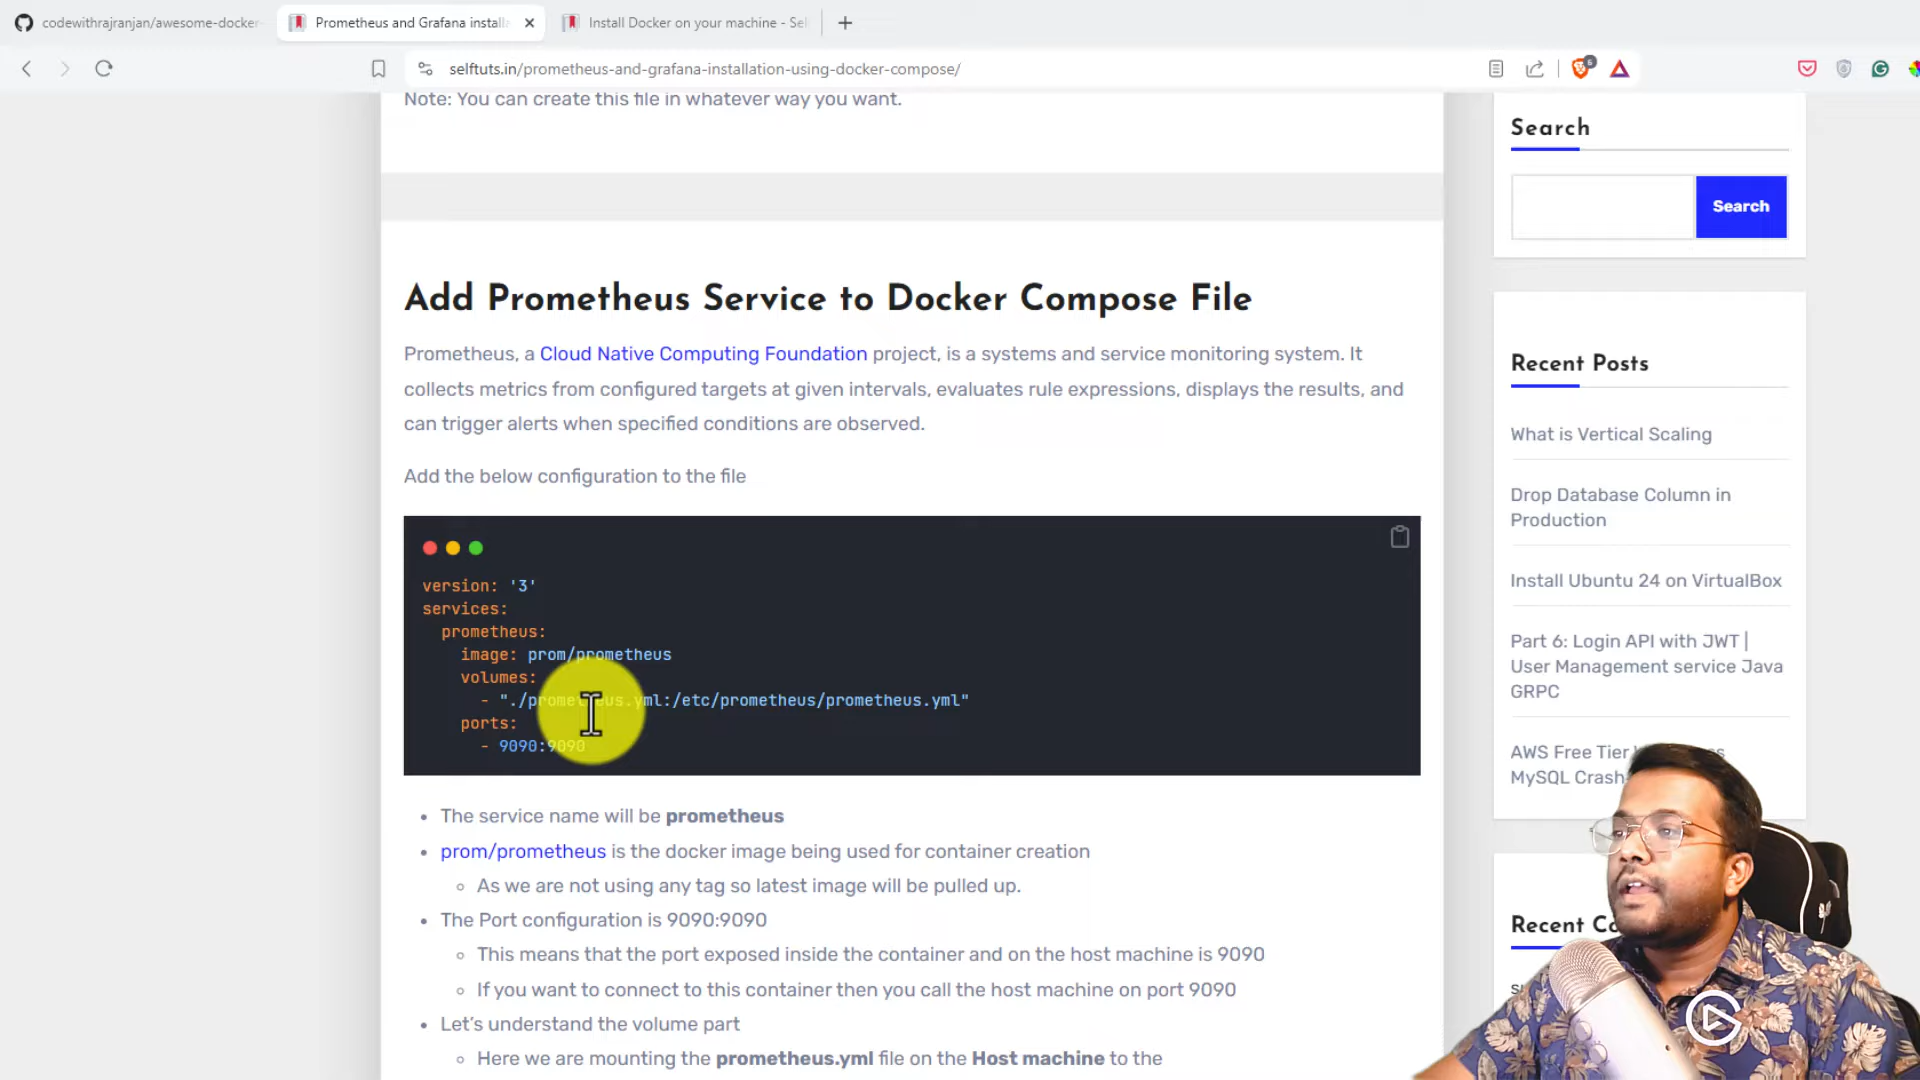 codewithrajranjan/awesome-docker-
Prometheus and Grafana install
Install Docker on your machine - Sel
selftuts.in/prometheus-and-grafana-installation-using-docker-compose/
6
Note: You can create this file in whatever way you want.
Add Prometheus Service to Docker Compose File
Prometheus, a Cloud Native Computing Foundation project, is a systems and service monitoring system. It
collects metrics from configured targets at given intervals, evaluates rule expressions, displays the results, and
can trigger alerts when specified conditions are observed.
Add the below configuration to the file
version: '3'
services:
prometheus:
image: prom/prometheus
volumes:
- "./prometheus.yml:/etc/prometheus/prometheus.yml"
ports:
- 9090:9090
• The service name will be prometheus
• prom/prometheus is the docker image being used for container creation
◦ As we are not using any tag so latest image will be pulled up.
• The Port configuration is 9090:9090
◦ This means that the port exposed inside the container and on the host machine is 9090
◦ If you want to connect to this container then you call the host machine on port 9090
• Let's understand the volume part
◦ Here we are mounting the prometheus.yml file on the Host machine to the
Search
Search
Recent Posts
What is Vertical Scaling
Drop Database Column in
Production
Install Ubuntu 24 on VirtualBox
Part 6: Login API with JWT |
User Management service Java
GRPC
AWS Free Tier
MySQL Crash
Recent Co